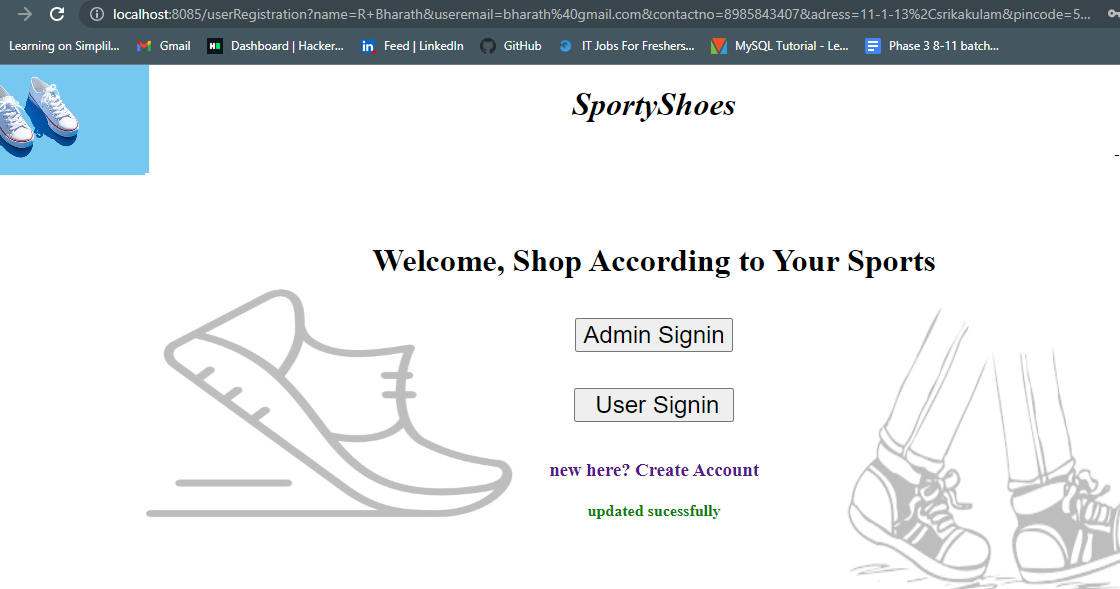 localhost:8085/userRegistration?name=R+Bharath&useremail=bharath%40gmail.com&contactno=8985843407&adress=11-1-13%2Csrikakulam&pincode=5...
Learning on Simplil... Gmail Dashboard | Hacker... Feed | LinkedIn GitHub IT Jobs For Freshers... MySQL Tutorial - Le... Phase 3 8-11 batch...
SportyShoes
Welcome, Shop According to Your Sports
Admin Signin
User Signin
new here? Create Account
updated sucessfully